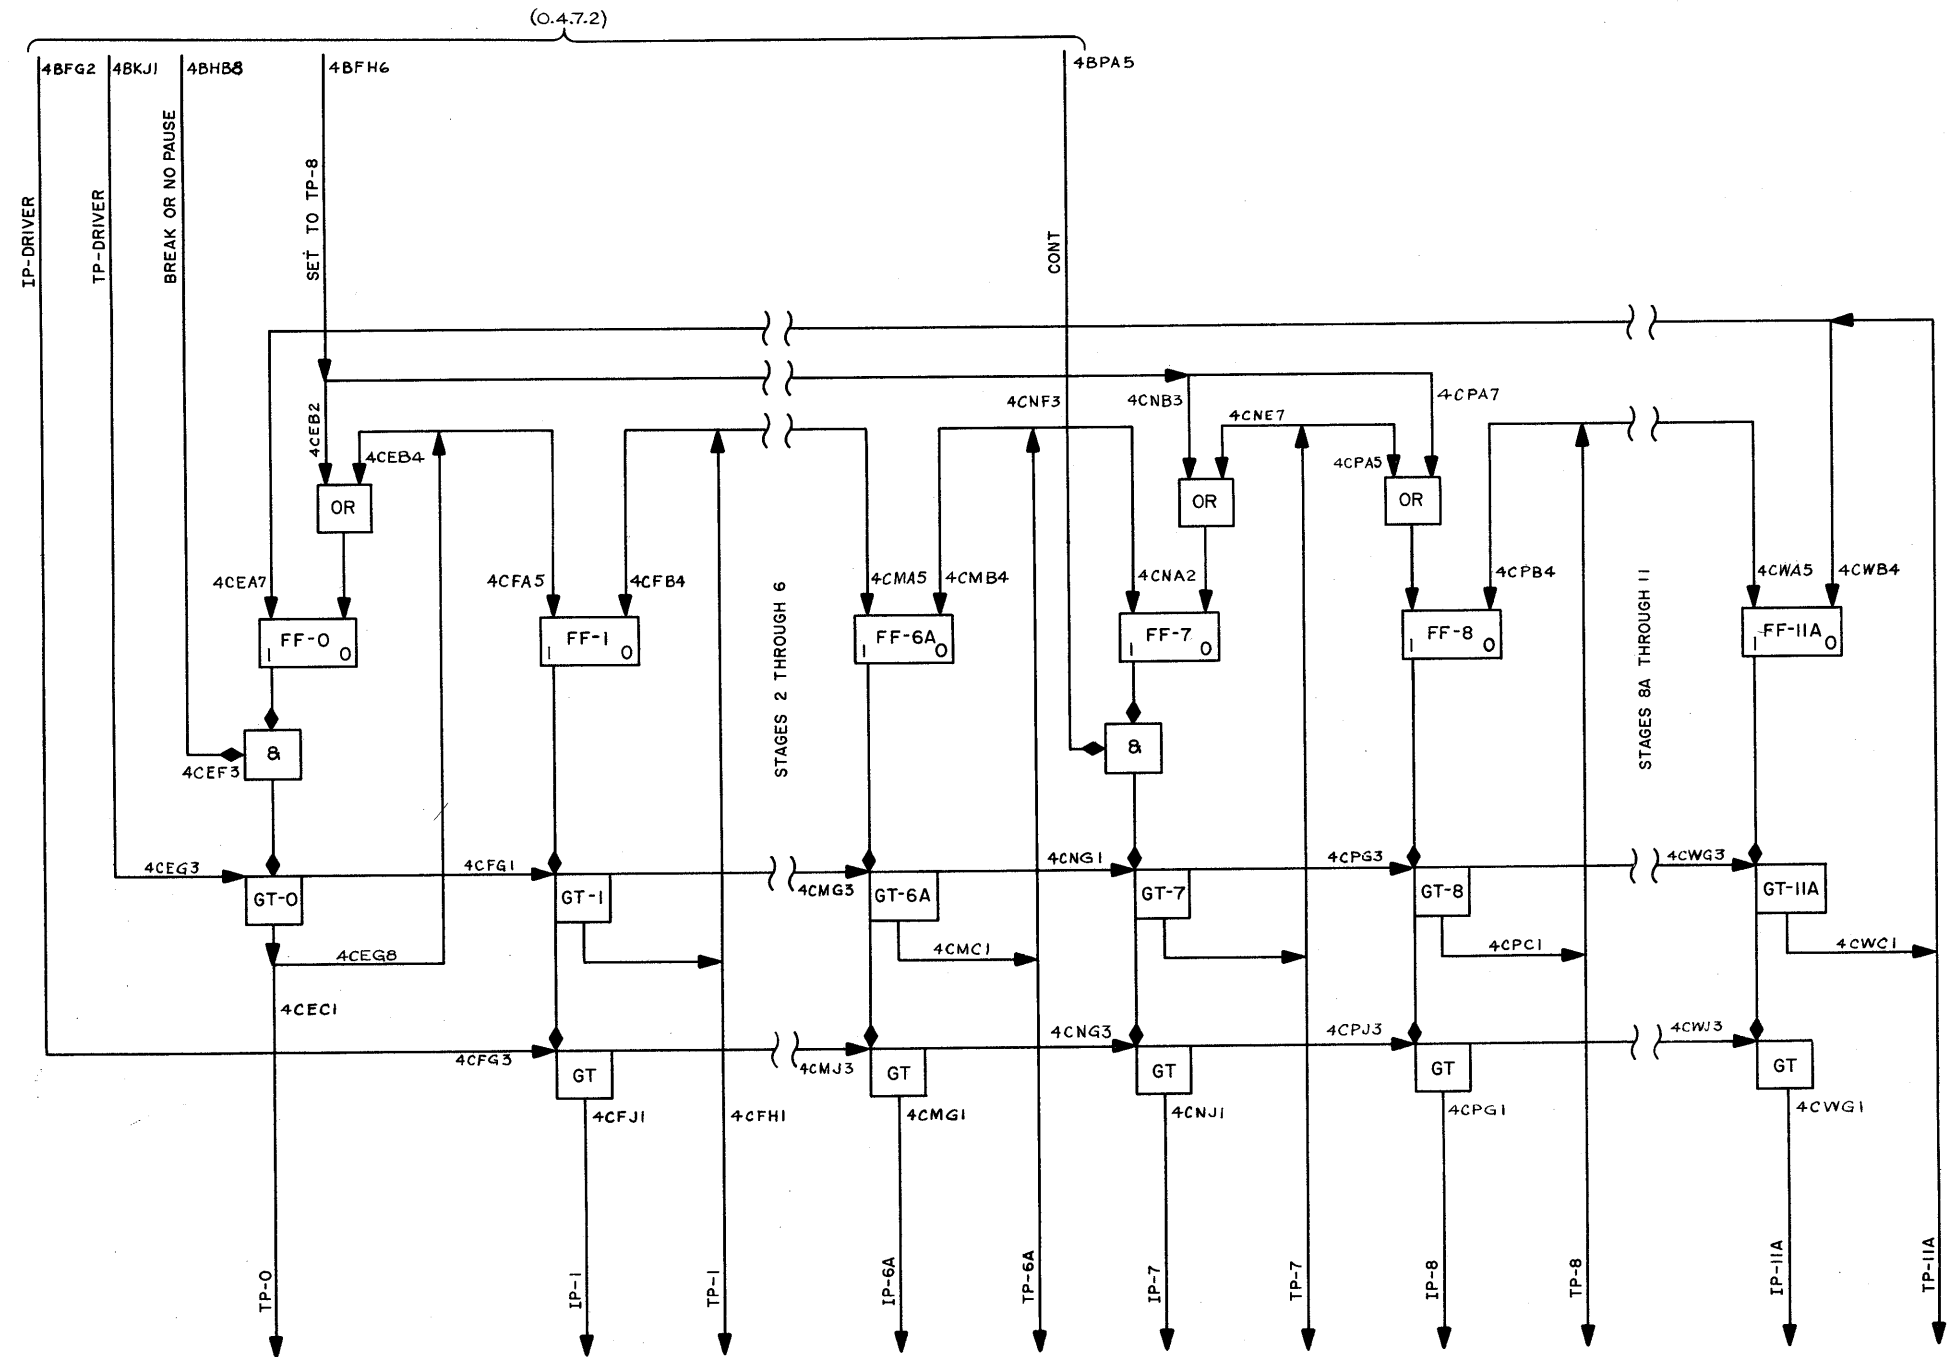 (0.4.7.2)
4BFG2
4BKJ1
4BHB8
4BFH6
4BPA5
IP-DRIVER
TP-DRIVER
BREAK OR NO PAUSE
SET TO TP-8
CONT
4CEB2
4CEB4
4CNF3
4CNB3
4CNE7
4CPA7
4CPA5
OR
OR
OR
4CEA7
4CFA5
4CFB4
4CMA5
4CMB4
4CNA2
4CPB4
4CWA5
4CWB4
FF-0
1 0
FF-1
1 0
FF-6A
1 0
FF-7
1 0
FF-8
1 0
FF-11A
1 0
STAGES 2 THROUGH 6
STAGES 8A THROUGH 11
&
&
4CEF3
4CEG3
4CFG1
4CMG3
4CNG1
4CPG3
4CWG3
GT-0
GT-1
GT-6A
GT-7
GT-8
GT-11A
4CEG8
4CMC1
4CPC1
4CWC1
4CEC1
4CFG3
4CMJ3
4CNG3
4CPJ3
4CWJ3
GT
GT
GT
GT
GT
4CFJ1
4CFH1
4CMG1
4CNJ1
4CPG1
4CWG1
TP-0
IP-1
TP-1
IP-6A
TP-6A
IP-7
TP-7
IP-8
TP-8
IP-11A
TP-11A